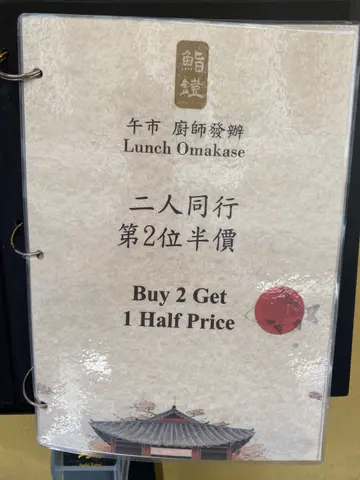 鮨鎧
午市 廚師發辦
Lunch Omakase
二人同行
第2位半價
Buy 2 Get
1 Half Price